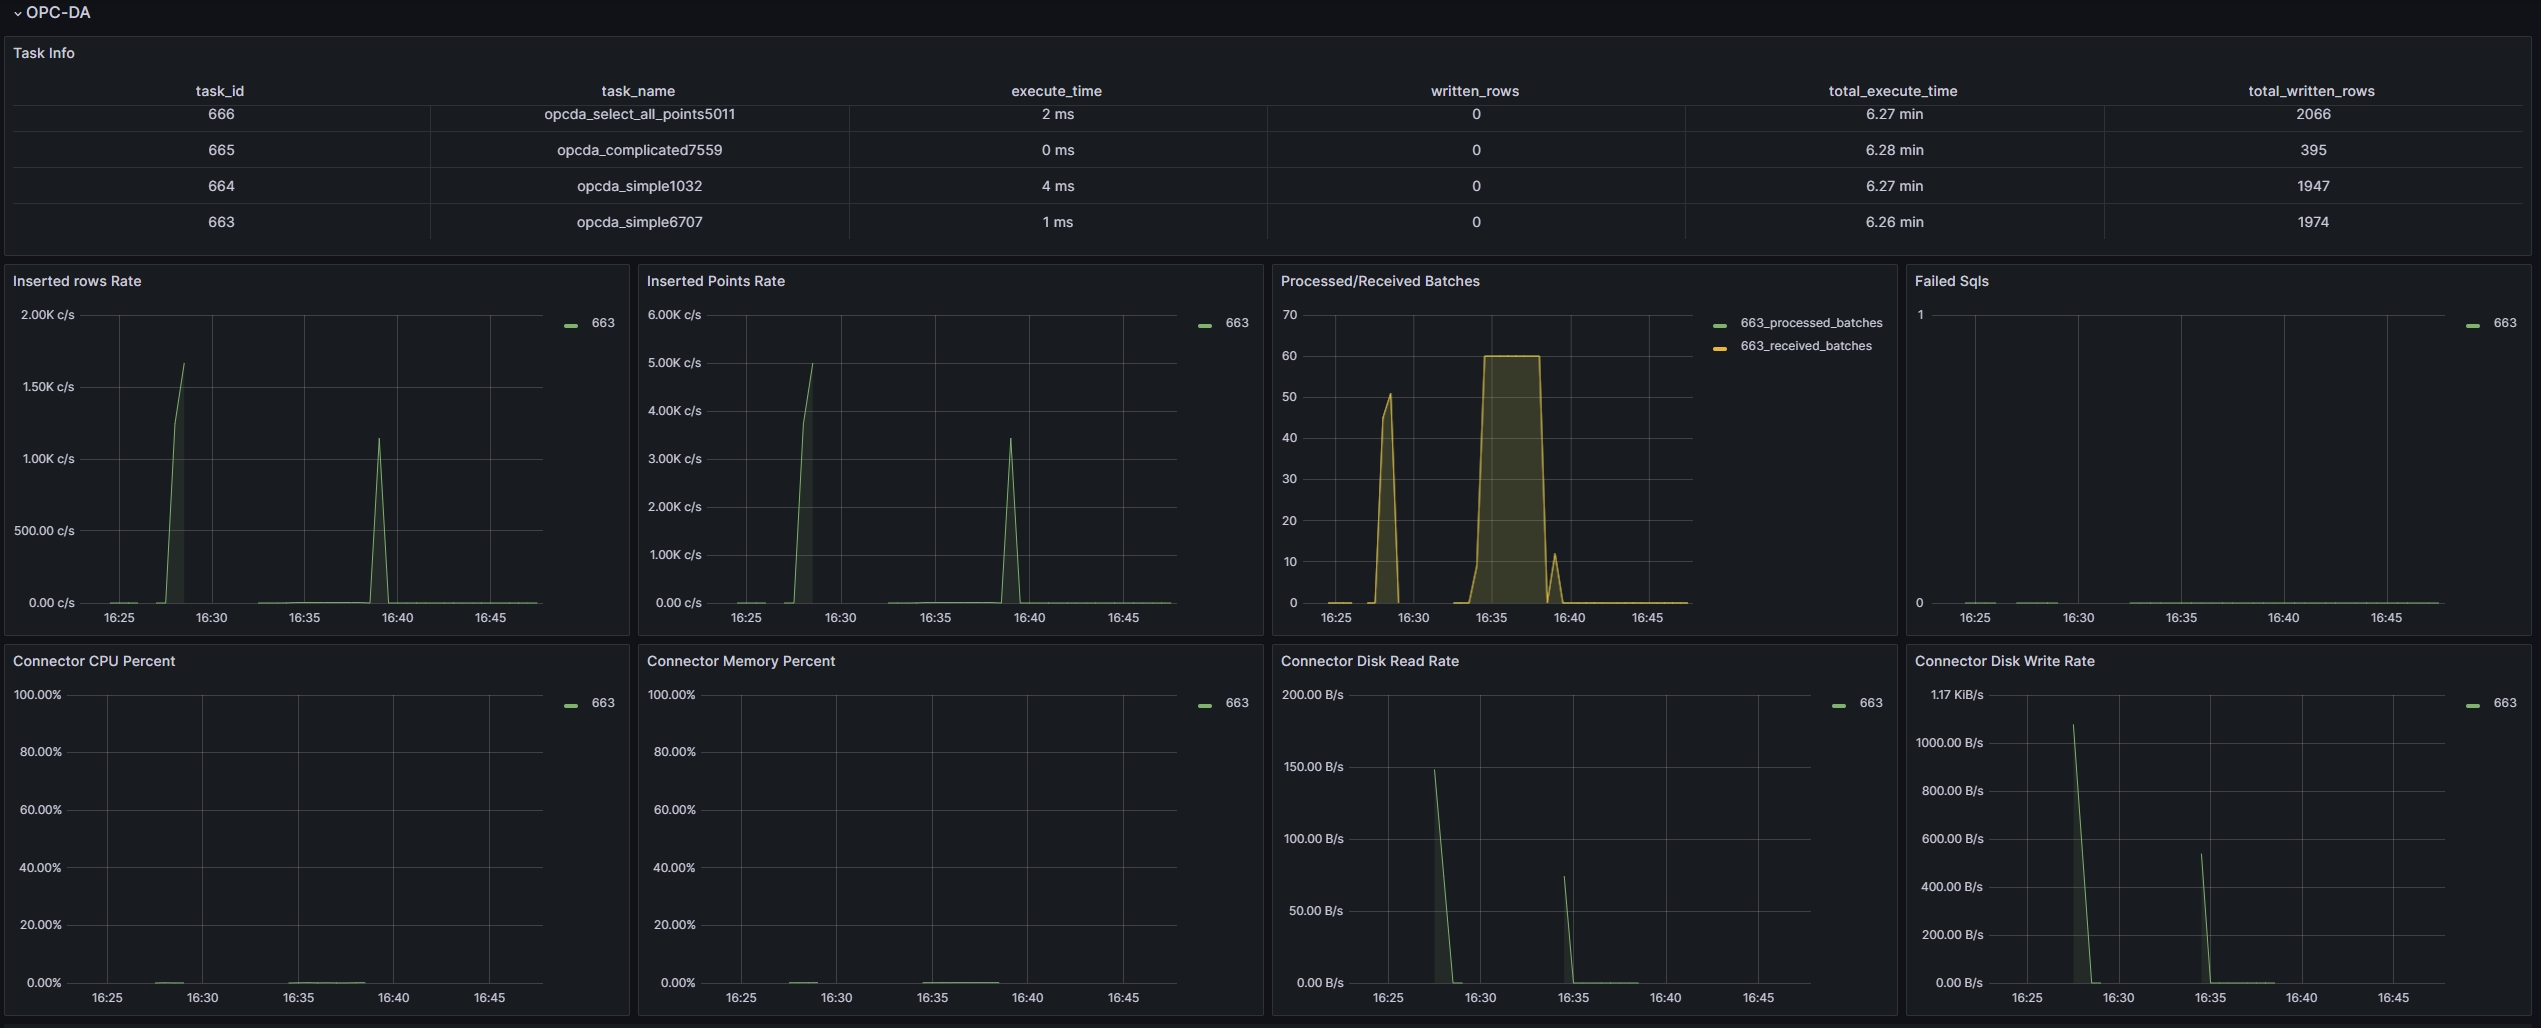 OPC-DA
Task Info
task_id task_name execute_time written_rows total_execute_time total_written_rows
666 opcda_select_all_points5011 2 ms 0 6.27 min 2066
665 opcda_complicated7559 0 ms 0 6.28 min 395
664 opcda_simple1032 4 ms 0 6.27 min 1947
663 opcda_simple6707 1 ms 0 6.26 min 1974
Inserted rows Rate
2.00K c/s
1.50K c/s
1.00K c/s
500.00 c/s
0.00 c/s
16:25 16:30 16:35 16:40 16:45
663
Inserted Points Rate
6.00K c/s
5.00K c/s
4.00K c/s
3.00K c/s
2.00K c/s
1.00K c/s
0.00 c/s
16:25 16:30 16:35 16:40 16:45
663
Processed/Received Batches
70
60
50
40
30
20
10
0
16:25 16:30 16:35 16:40 16:45
663_processed_batches
663_received_batches
Failed Sqls
1
0
16:25 16:30 16:35 16:40 16:45
663
Connector CPU Percent
100.00%
80.00%
60.00%
40.00%
20.00%
0.00%
16:25 16:30 16:35 16:40 16:45
663
Connector Memory Percent
100.00%
80.00%
60.00%
40.00%
20.00%
0.00%
16:25 16:30 16:35 16:40 16:45
663
Connector Disk Read Rate
200.00 B/s
150.00 B/s
100.00 B/s
50.00 B/s
0.00 B/s
16:25 16:30 16:35 16:40 16:45
663
Connector Disk Write Rate
1.17 KiB/s
1000.00 B/s
800.00 B/s
600.00 B/s
400.00 B/s
200.00 B/s
0.00 B/s
16:25 16:30 16:35 16:40 16:45
663